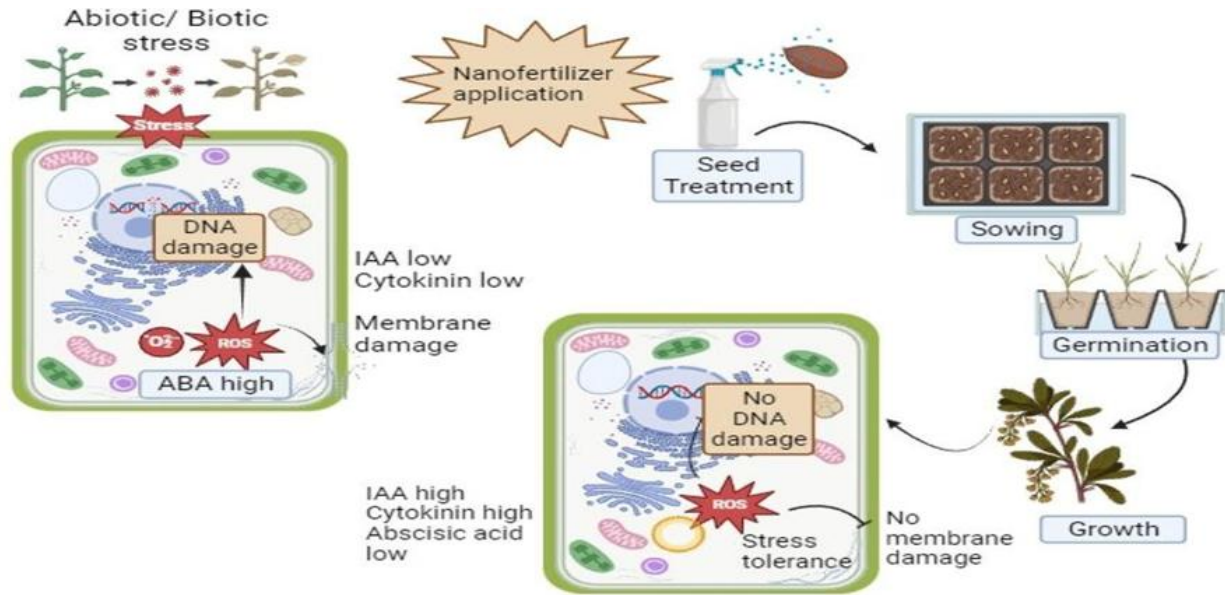 Abiotic/ Biotic
stress
Stress
DNA
damage
IAA low
Cytokinin low
Membrane
damage
O₂⁻
ROS
ABA high
Nanofertilizer
application
Seed
Treatment
Sowing
Germination
Growth
No
DNA
damage
ROS
Stress
tolerance
No
membrane
damage
IAA high
Cytokinin high
Abscisic acid
low